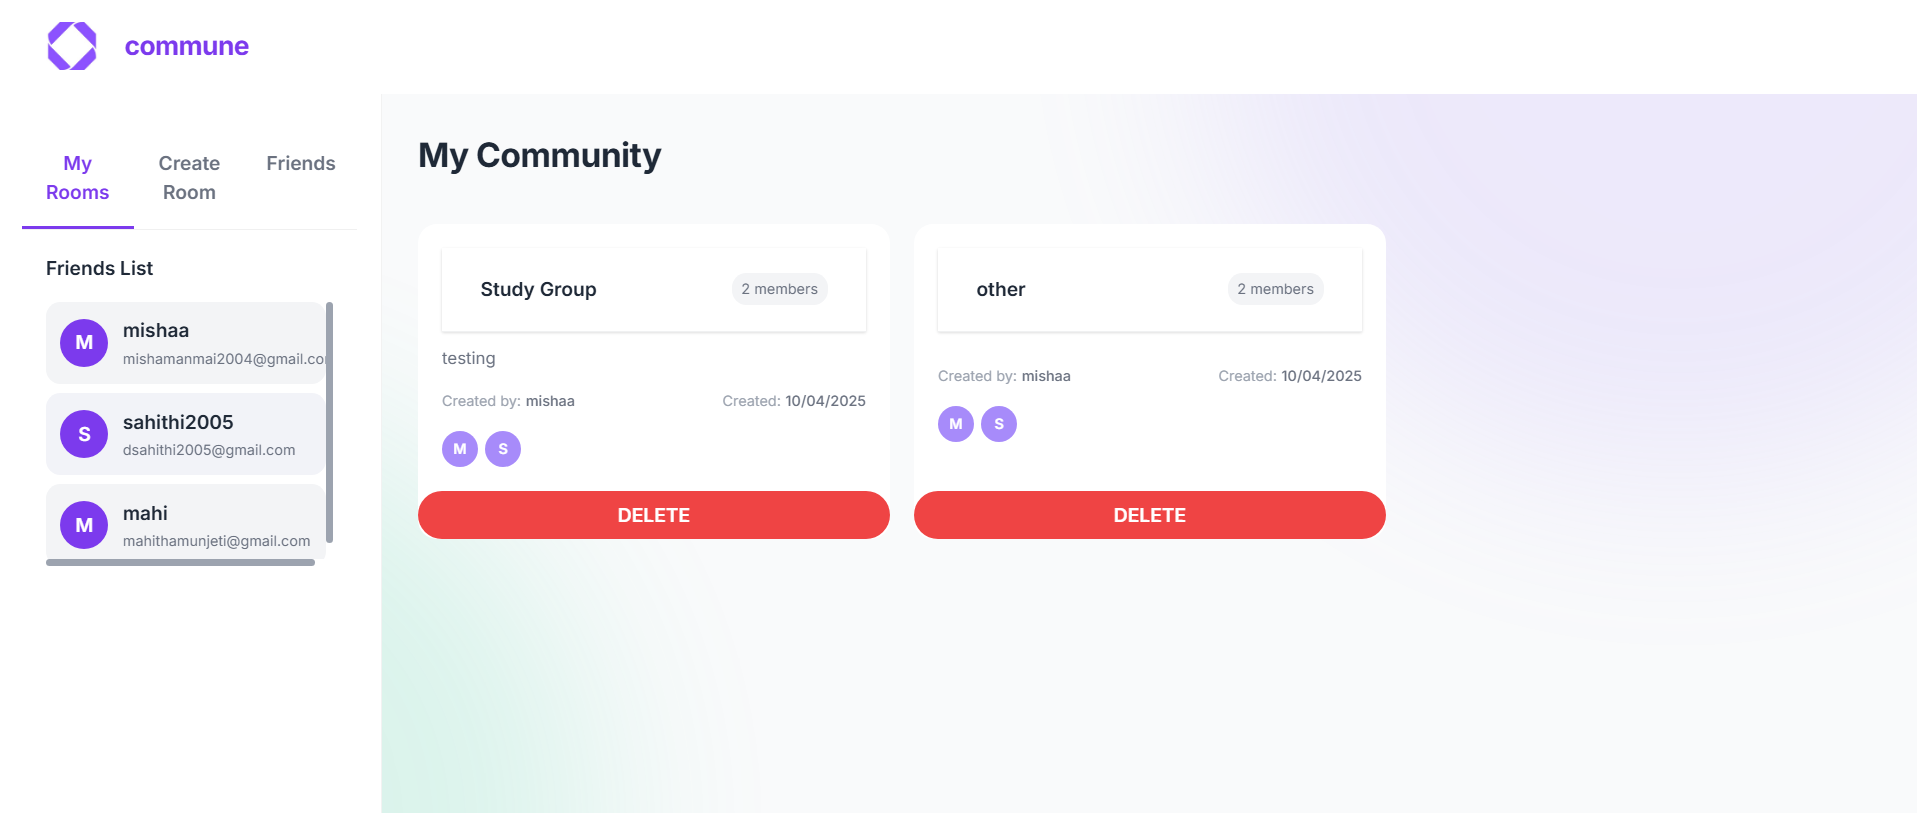 commune
My
Rooms
Create
Room
Friends
Friends List
M
mishaa
mishamanmai2004@gmail.co
S
sahithi2005
dsahithi2005@gmail.com
M
mahi
mahithamunjeti@gmail.com
My Community
Study Group
2 members
testing
Created by: mishaa
Created: 10/04/2025
M
S
DELETE
other
2 members
Created by: mishaa
Created: 10/04/2025
M
S
DELETE